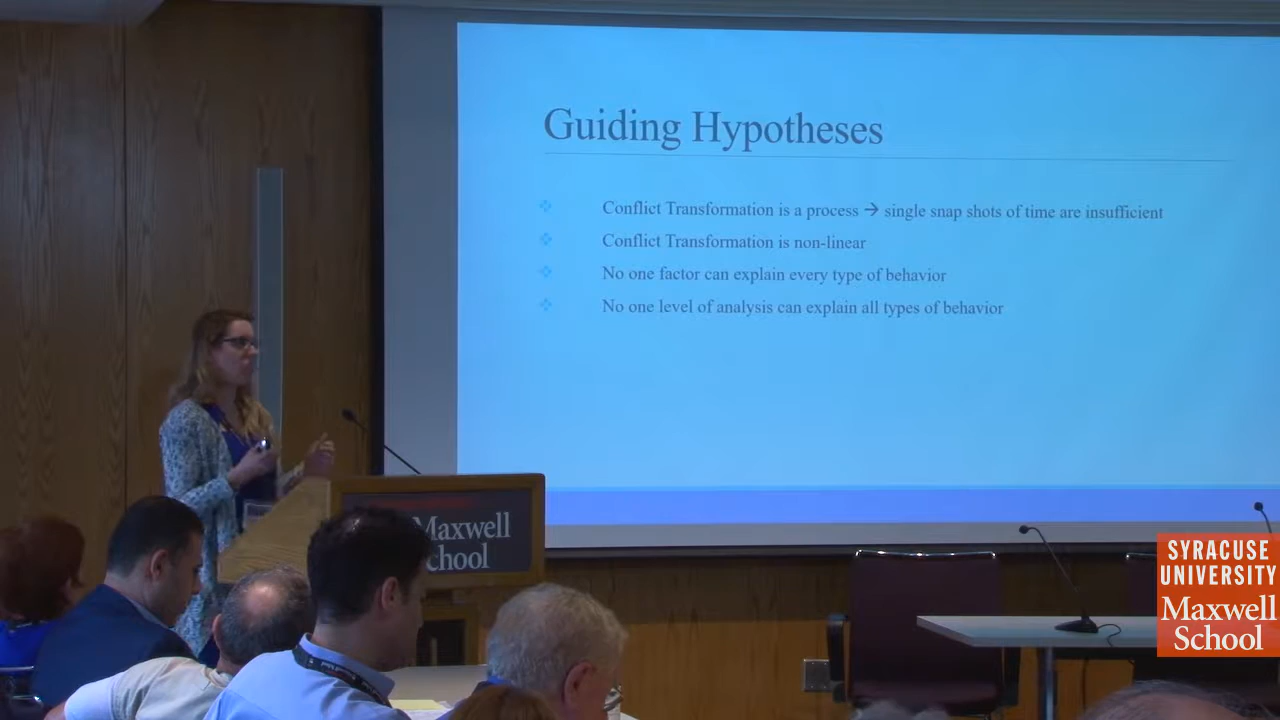 Guiding Hypotheses
Conflict Transformation is a process → single snap shots of time are insufficient
Conflict Transformation is non-linear
No one factor can explain every type of behavior
No one level of analysis can explain all types of behavior
Maxwell
School
SYRACUSE
UNIVERSITY
Maxwell
School